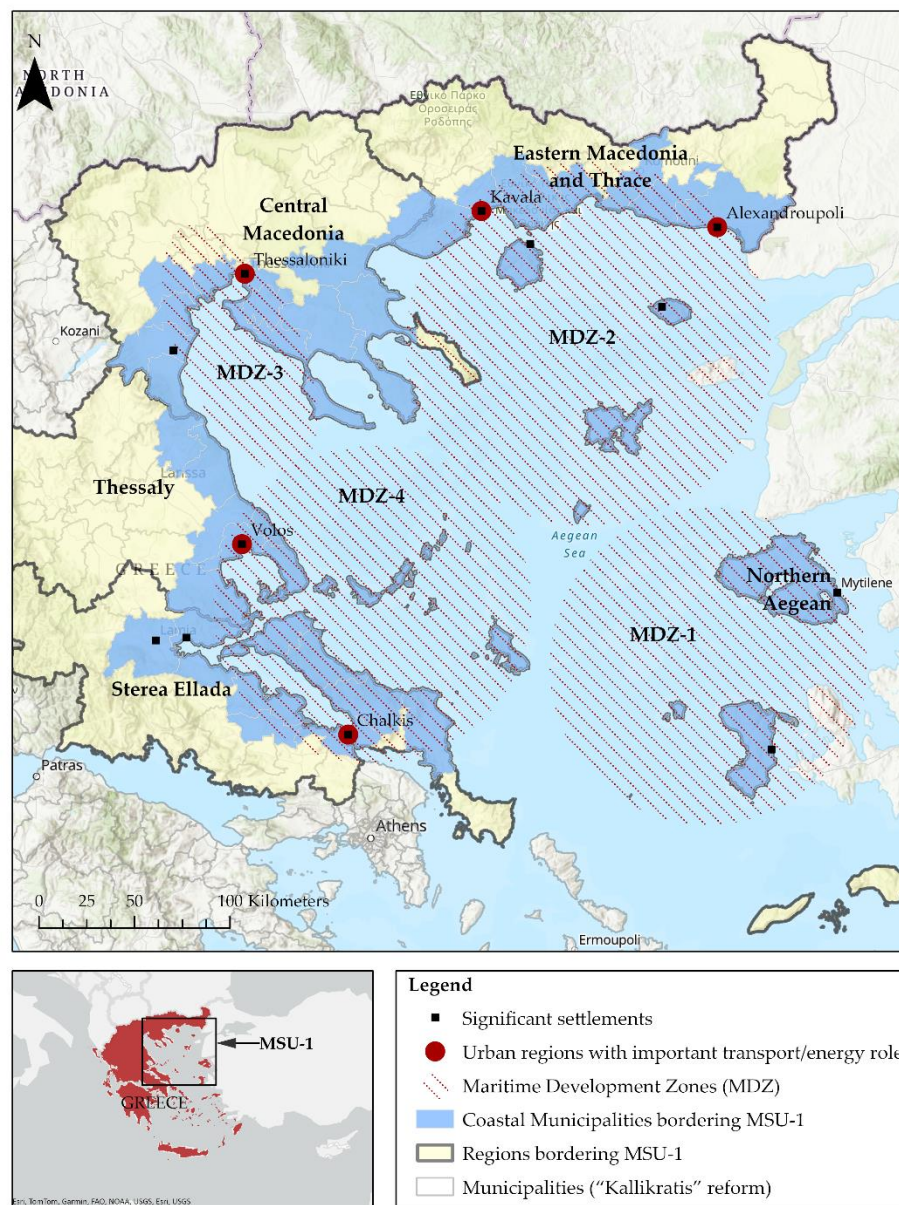 N
NORTH
Εθνικό Πάρκο
Οροσειράς
Ροδόπης
Eastern Macedonia
and Thrace
Kavala
Alexandroupoli
Central
Macedonia
Thessaloniki
Kozani
MDZ-2
MDZ-3
MDZ-4
Larissa
Thessaly
Volos
GREECE
Aegean
Sea
Northern
Aegean
Mytilene
MDZ-1
Lamia
Sterea Ellada
Chalkis
Patras
Athens
0 25 50 100 Kilometers
Ermoupoli
MSU-1
GREECE
Esri, TomTom, Garmin, FAO, NOAA, USGS, Esri, USGS
Legend
Significant settlements
Urban regions with important transport/energy role
Maritime Development Zones (MDZ)
Coastal Municipalities bordering MSU-1
Regions bordering MSU-1
Municipalities (“Kallikratis” reform)